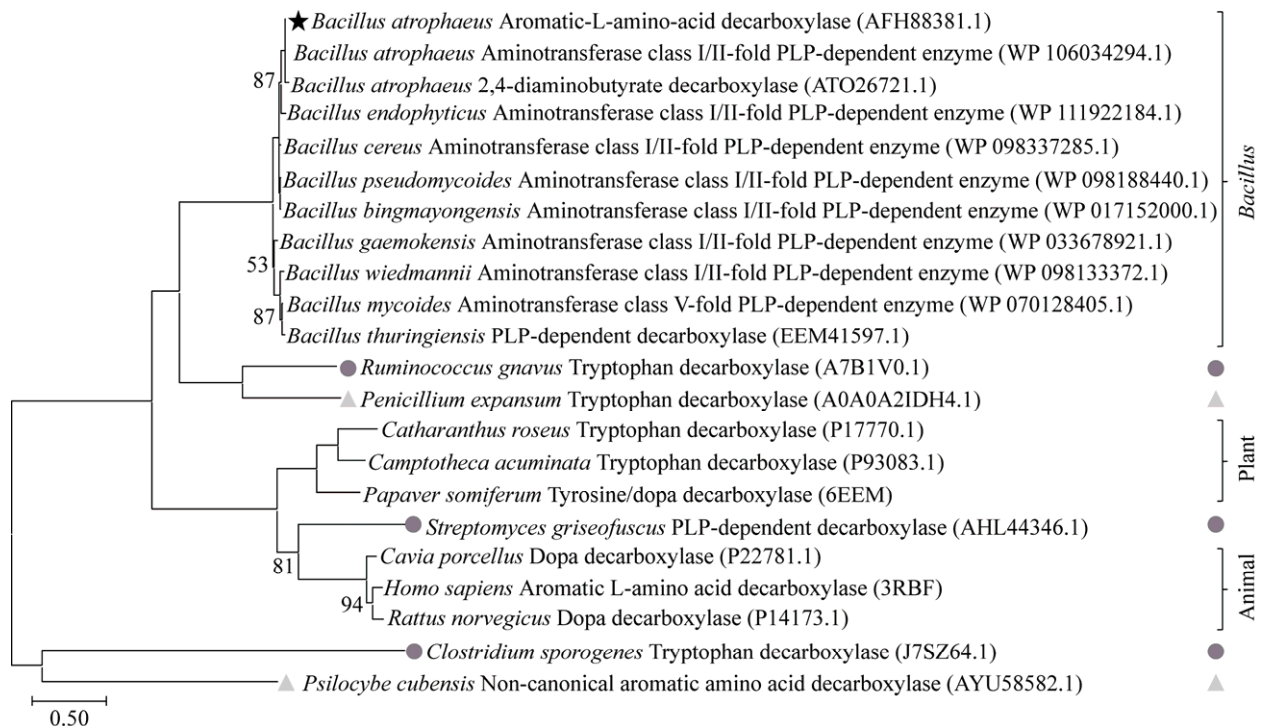 Bacillus atrophaeus Aromatic-L-amino-acid decarboxylase (AFH88381.1)
Bacillus atrophaeus Aminotransferase class I/II-fold PLP-dependent enzyme (WP 106034294.1)
87
Bacillus atrophaeus 2,4-diaminobutyrate decarboxylase (ATO26721.1)
Bacillus endophyticus Aminotransferase class I/II-fold PLP-dependent enzyme (WP 111922184.1)
Bacillus cereus Aminotransferase class I/II-fold PLP-dependent enzyme (WP 098337285.1)
Bacillus pseudomycoides Aminotransferase class I/II-fold PLP-dependent enzyme (WP 098188440.1)
Bacillus bingmayongensis Aminotransferase class I/II-fold PLP-dependent enzyme (WP 017152000.1)
Bacillus gaemokensis Aminotransferase class I/II-fold PLP-dependent enzyme (WP 033678921.1)
53
Bacillus wiedmannii Aminotransferase class I/II-fold PLP-dependent enzyme (WP 098133372.1)
Bacillus mycoides Aminotransferase class V-fold PLP-dependent enzyme (WP 070128405.1)
87
Bacillus thuringiensis PLP-dependent decarboxylase (EEM41597.1)
Bacillus
Ruminococcus gnavus Tryptophan decarboxylase (A7B1V0.1)
Penicillium expansum Tryptophan decarboxylase (A0A0A2IDH4.1)
Catharanthus roseus Tryptophan decarboxylase (P17770.1)
Camptotheca acuminata Tryptophan decarboxylase (P93083.1)
Papaver somiferum Tyrosine/dopa decarboxylase (6EEM)
Plant
Streptomyces griseofuscus PLP-dependent decarboxylase (AHL44346.1)
81
Cavia porcellus Dopa decarboxylase (P22781.1)
Homo sapiens Aromatic L-amino acid decarboxylase (3RBF)
94
Rattus norvegicus Dopa decarboxylase (P14173.1)
Animal
Clostridium sporogenes Tryptophan decarboxylase (J7SZ64.1)
Psilocybe cubensis Non-canonical aromatic amino acid decarboxylase (AYU58582.1)
0.50